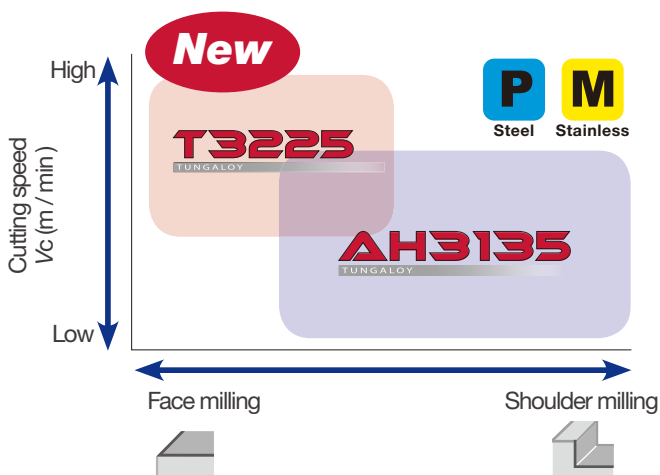 New
High
P
M
Steel
Stainless
T3225
TUNGALOY
Cutting speed
Vc (m / min )
AH3135
TUNGALOY
Low
Face milling
Shoulder milling